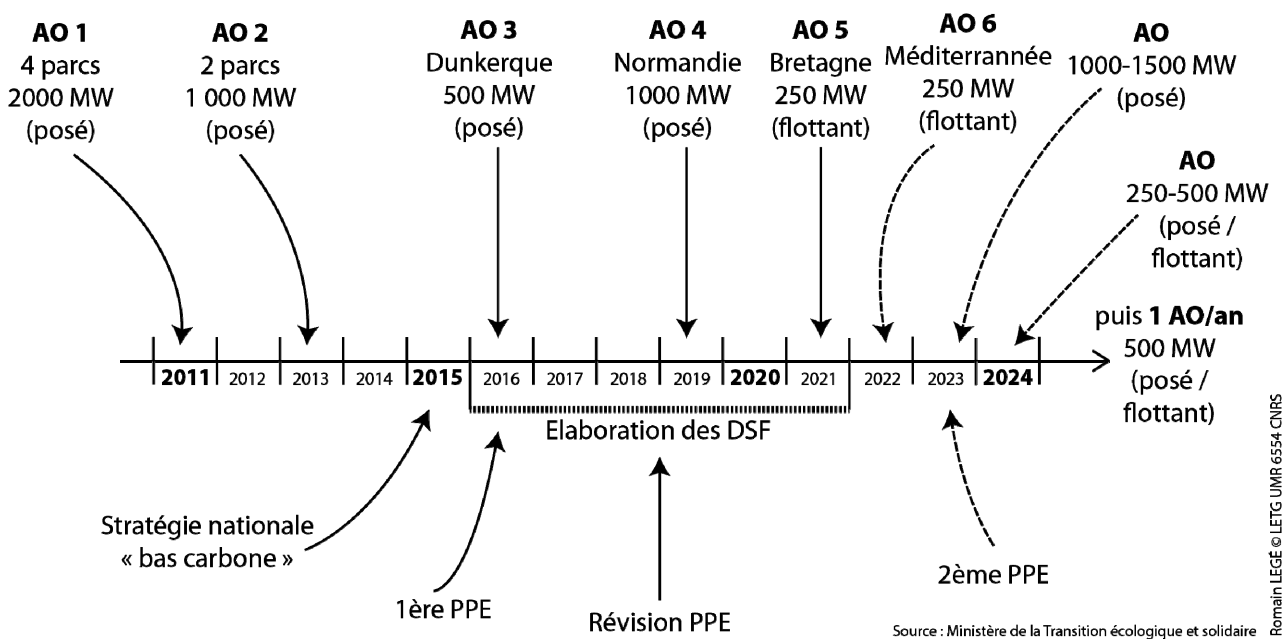 AO 1
4 parcs
2000 MW
(posé)
AO 2
2 parcs
1 000 MW
(posé)
AO 3
Dunkerque
500 MW
(posé)
AO 4
Normandie
1000 MW
(posé)
AO 5
Bretagne
250 MW
(flottant)
AO 6
Méditerrannée
250 MW
(flottant)
AO
1000-1500 MW
(posé)
AO
250-500 MW
(posé /
flottant)
puis 1 AO/an
500 MW
(posé /
flottant)
2011 2012 2013 2014 2015 2016 2017 2018 2019 2020 2021 2022 2023 2024
Elaboration des DSF
Stratégie nationale
« bas carbone »
1ère PPE
Révision PPE
2ème PPE
Source : Ministère de la Transition écologique et solidaire
Romain LEGÉ © LETG UMR 6554 CNRS